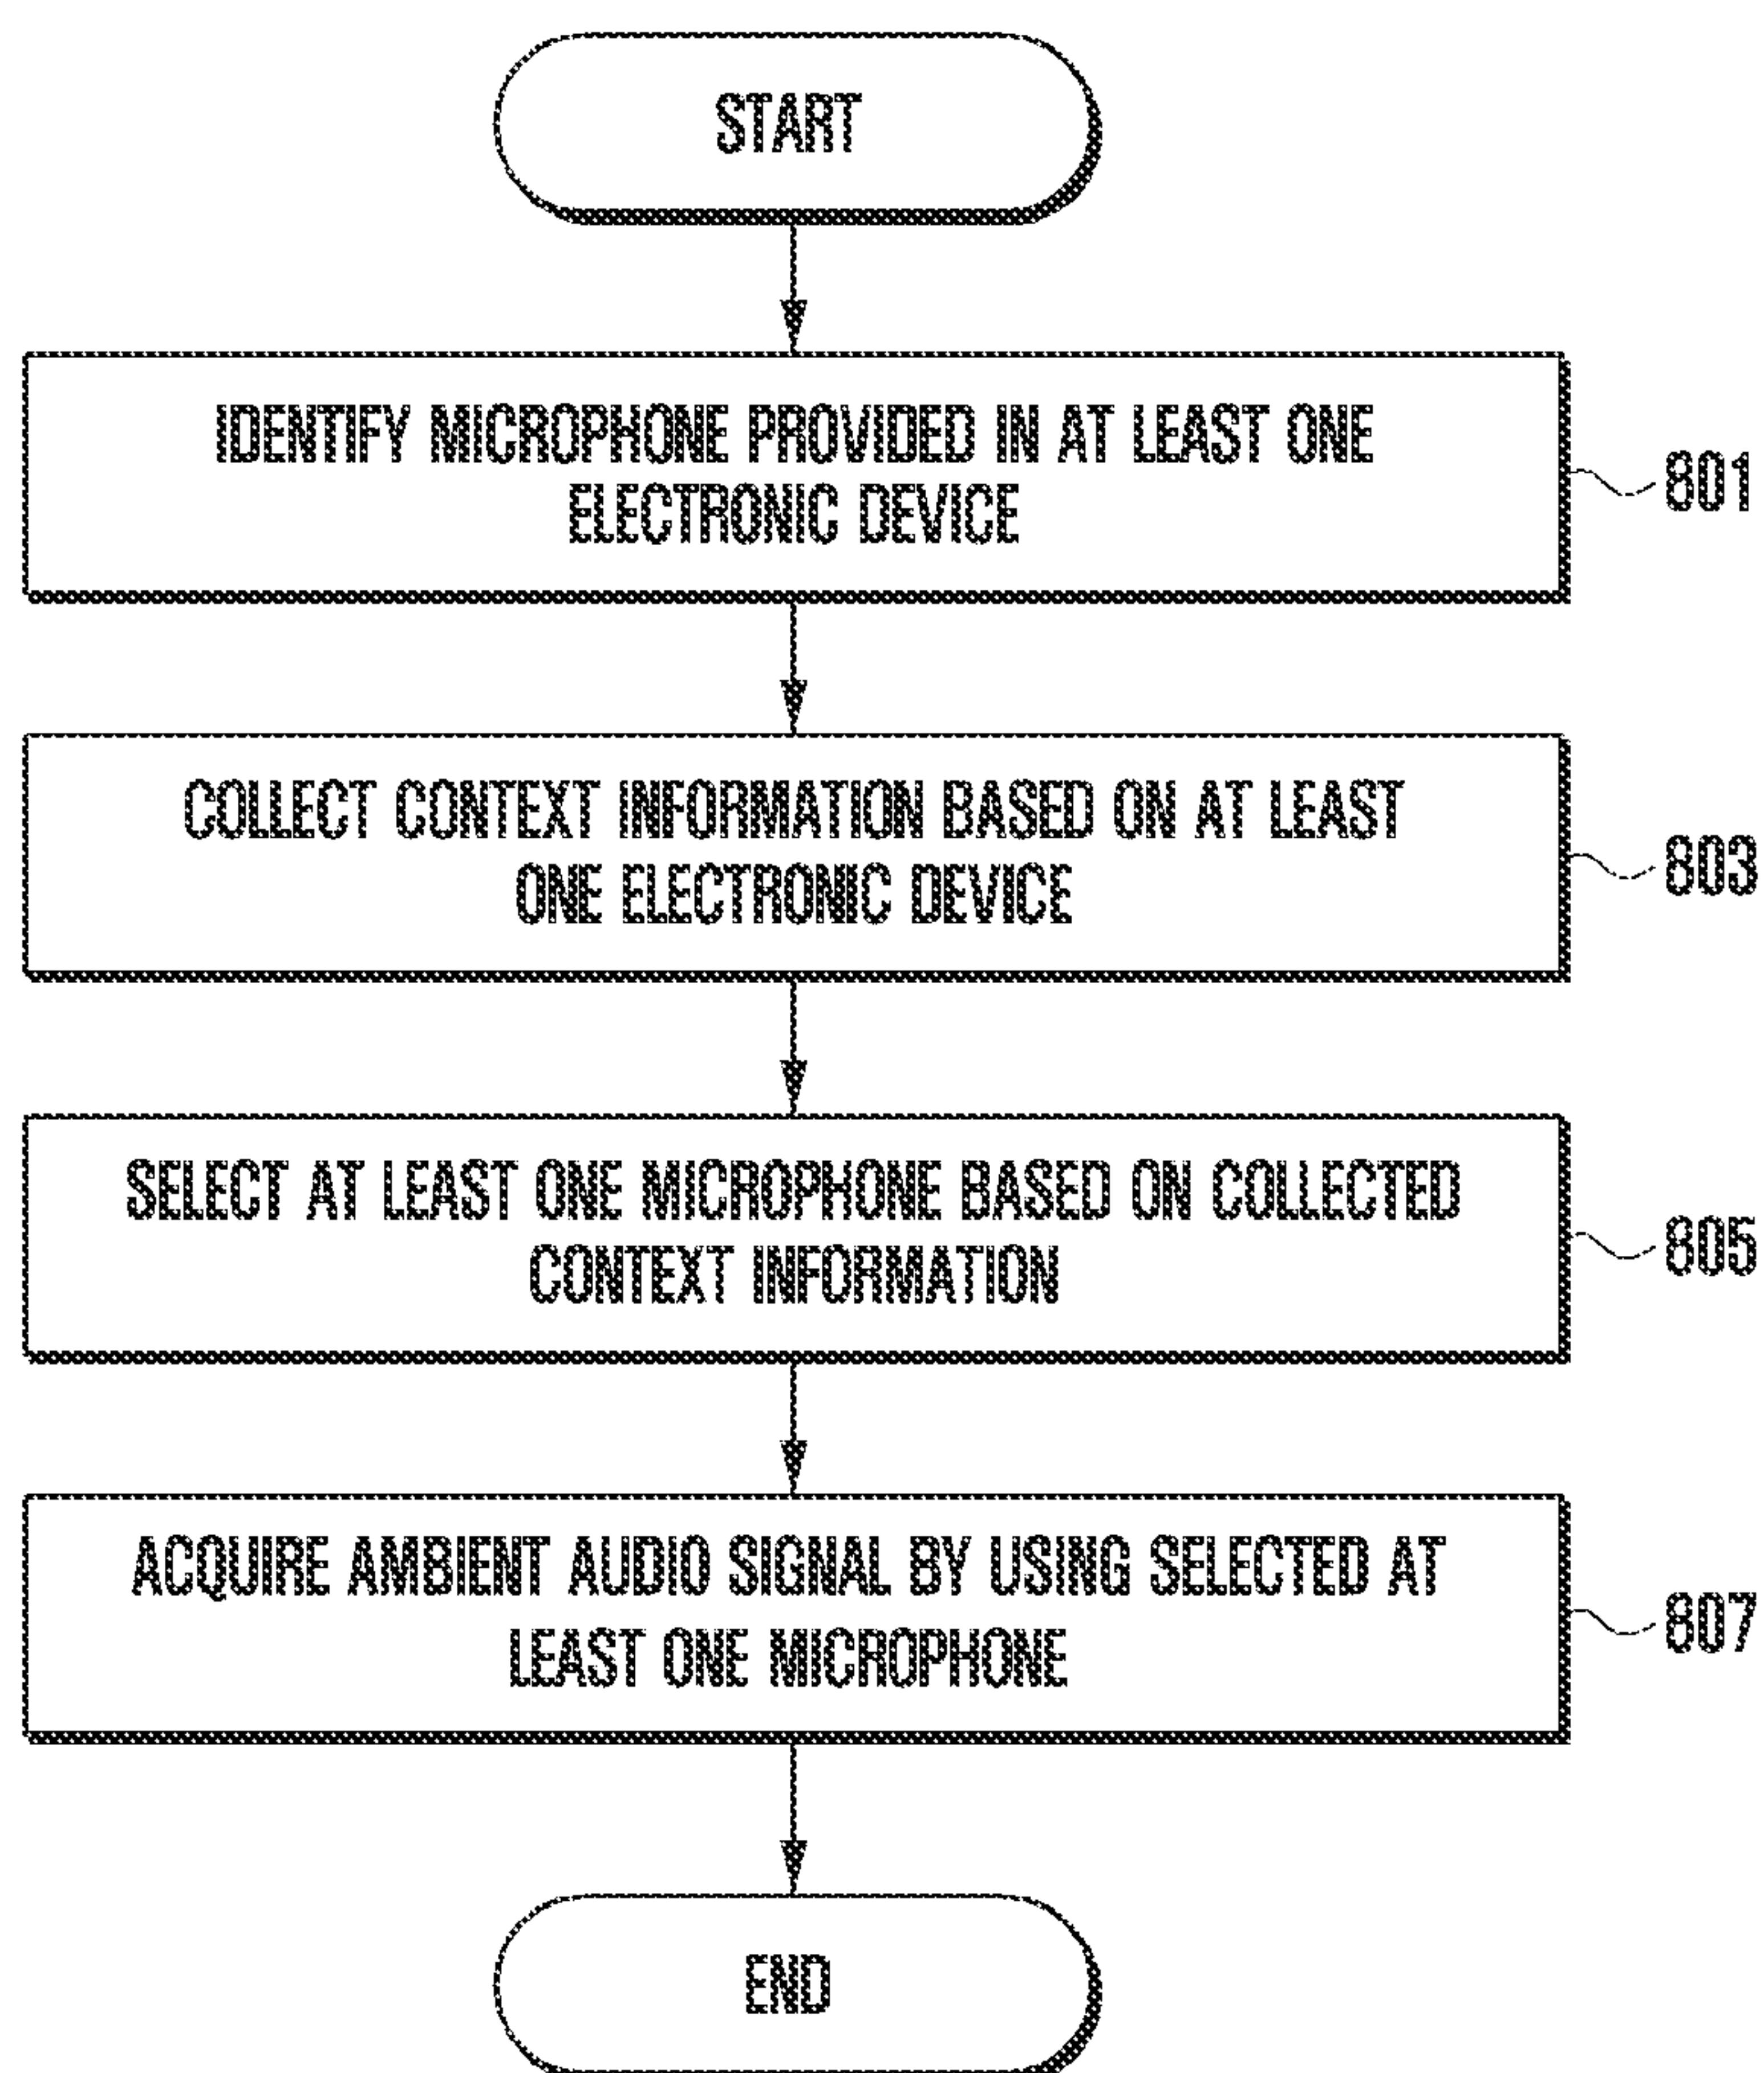 START
IDENTIFY MICROPHONE PROVIDED IN AT LEAST ONE
ELECTRONIC DEVICE
801
COLLECT CONTEXT INFORMATION BASED ON AT LEAST
ONE ELECTRONIC DEVICE
803
SELECT AT LEAST ONE MICROPHONE BASED ON COLLECTED
CONTEXT INFORMATION
805
ACQUIRE AMBIENT AUDIO SIGNAL BY USING SELECTED AT
LEAST ONE MICROPHONE
807
END